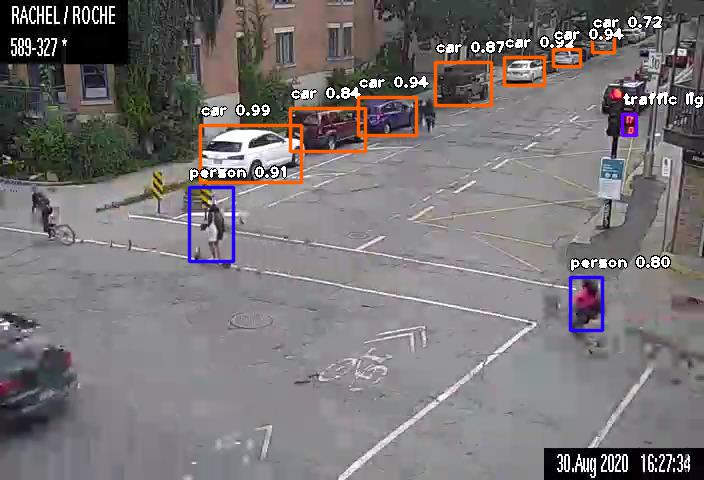 RACHEL / ROCHE
589-327 *
car 0.72
car 0.94
car 0.92
car 0.87
car 0.94
car 0.84
car 0.99
traffic lig
person 0.91
person 0.80
30.Aug 2020 16:27:34